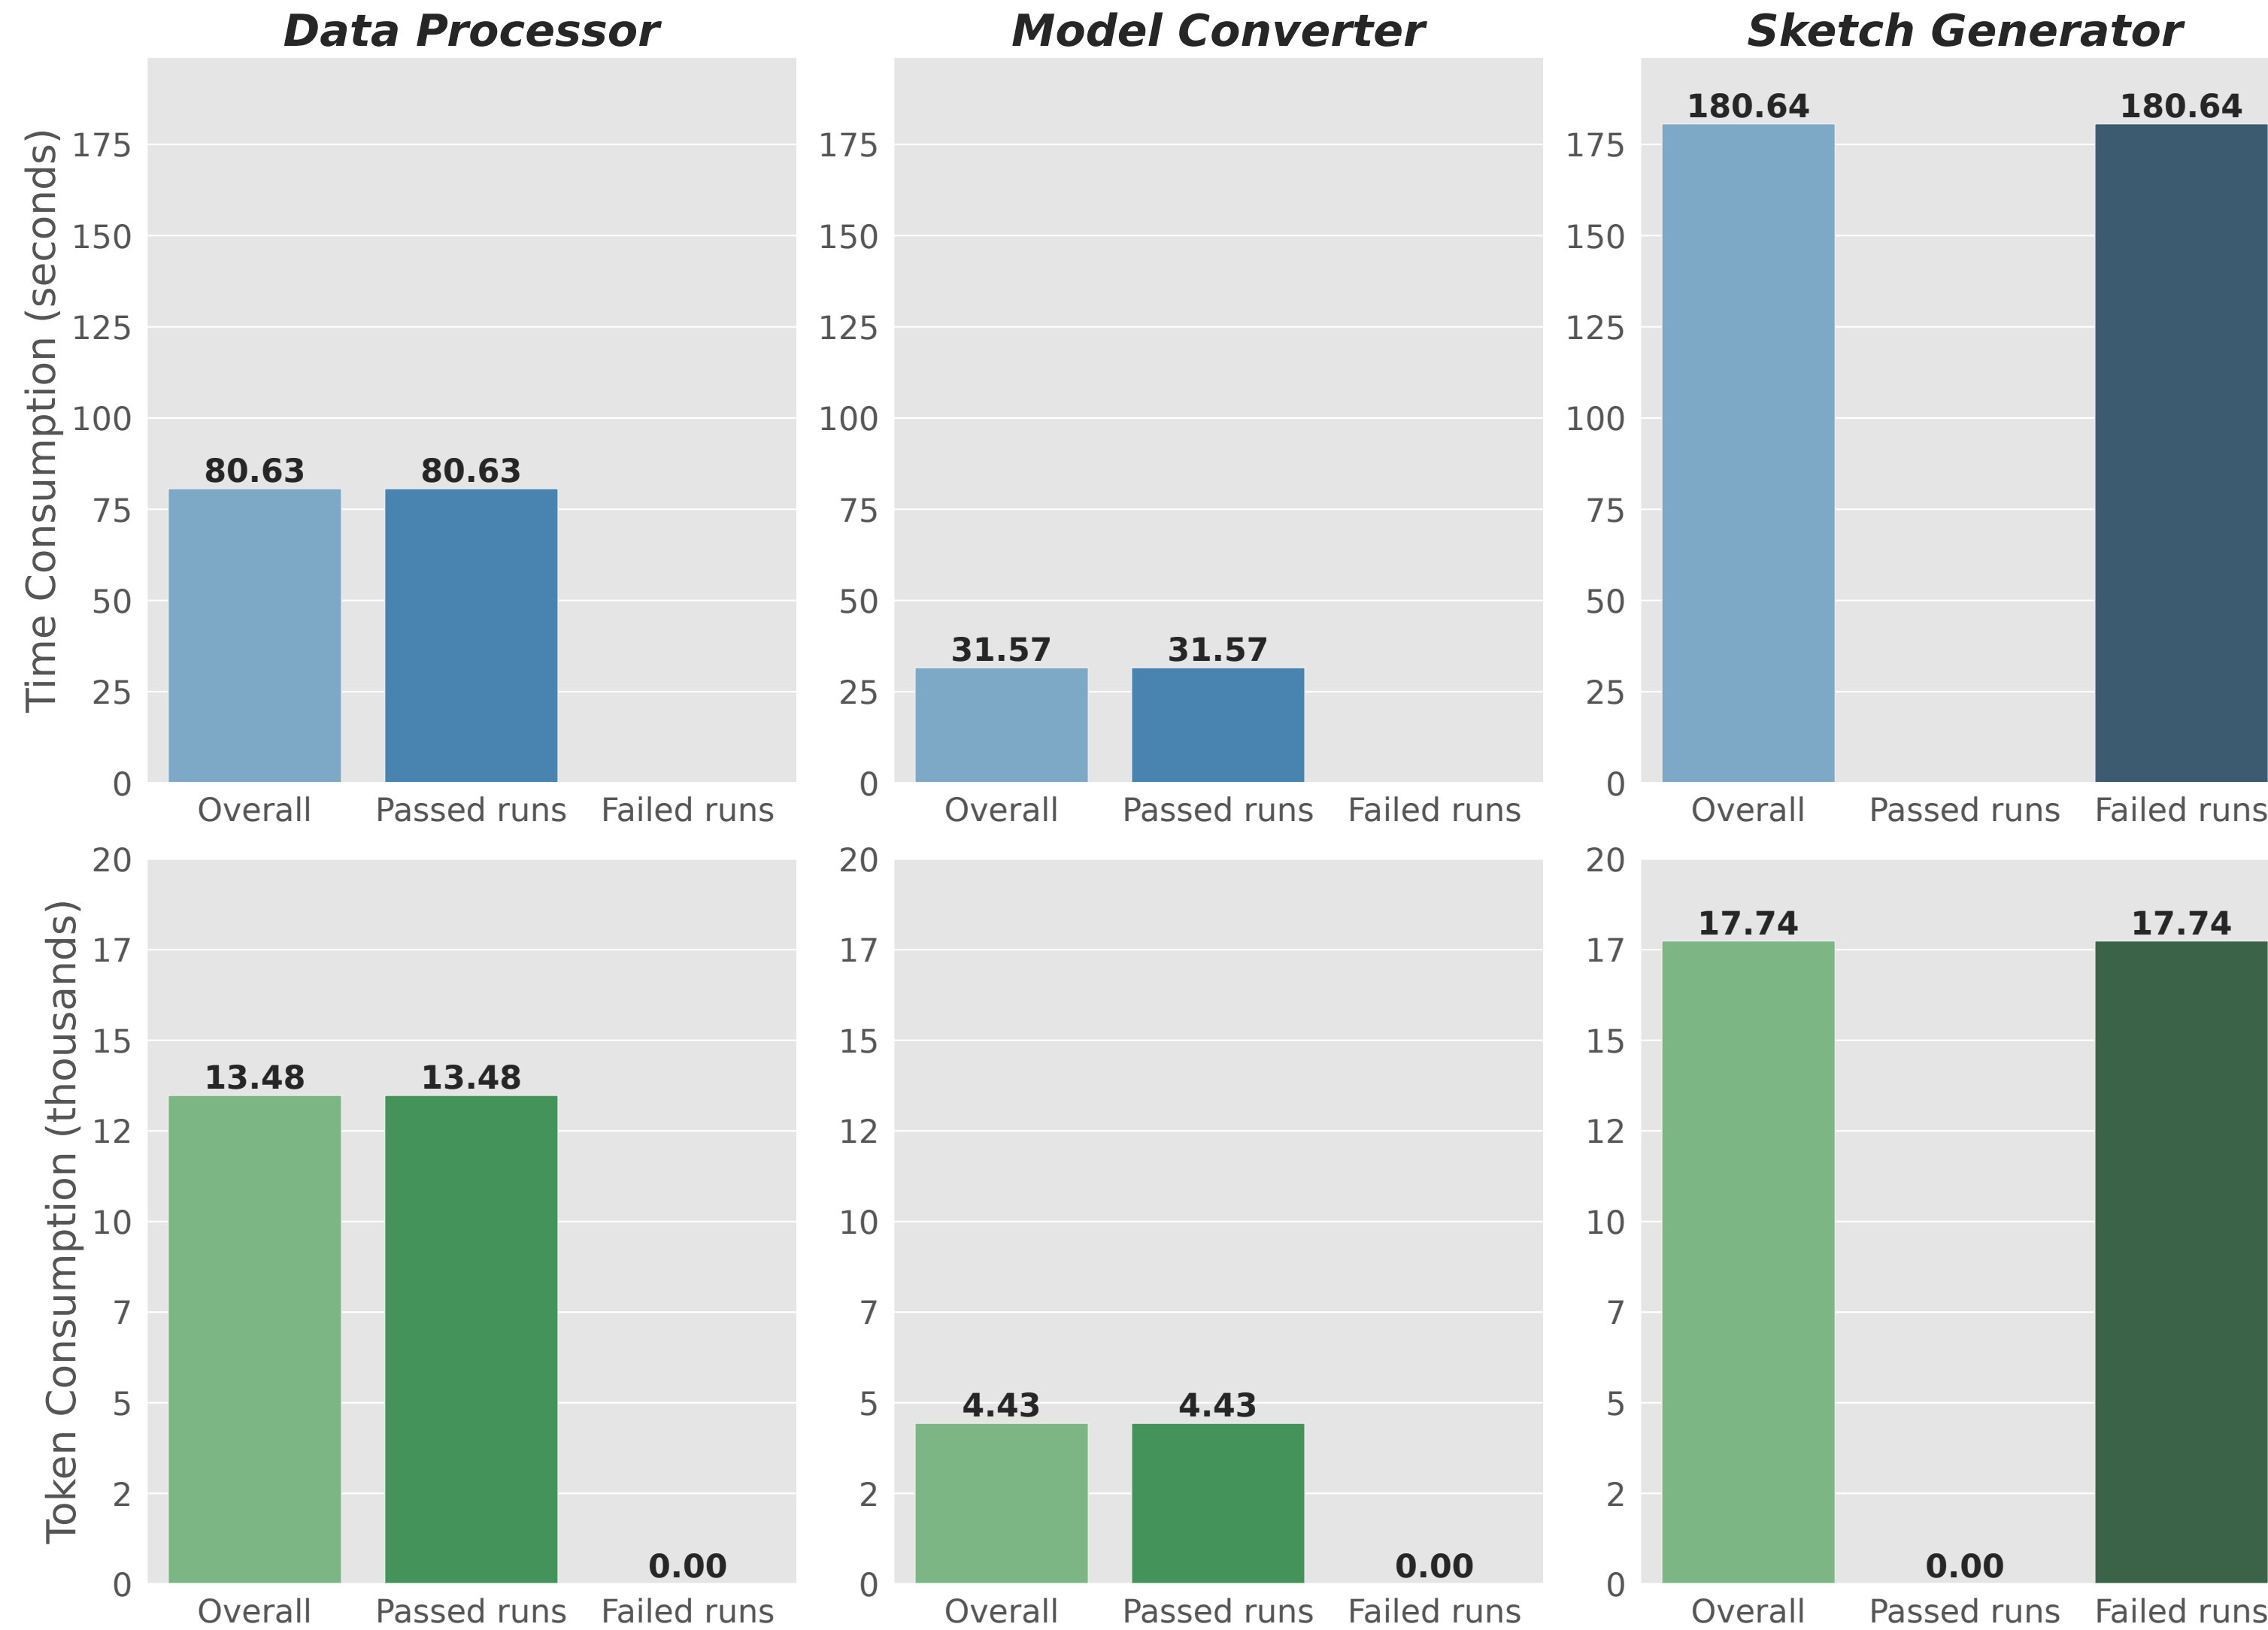 Data Processor
Model Converter
Sketch Generator
Time Consumption (seconds)
175
150
125
100
75
50
25
0
80.63
80.63
Overall
Passed runs
Failed runs
175
150
125
100
75
50
25
0
31.57
31.57
Overall
Passed runs
Failed runs
175
150
125
100
75
50
25
0
180.64
180.64
Overall
Passed runs
Failed runs
Token Consumption (thousands)
20
17
15
12
10
7
5
2
0
13.48
13.48
0.00
Overall
Passed runs
Failed runs
20
17
15
12
10
7
5
2
0
4.43
4.43
0.00
Overall
Passed runs
Failed runs
20
17
15
12
10
7
5
2
0
17.74
0.00
17.74
Overall
Passed runs
Failed runs